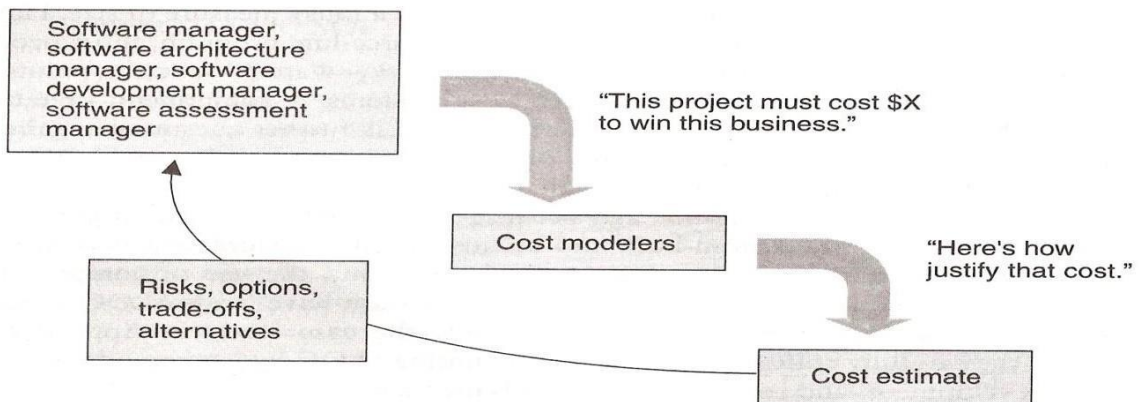 Software manager,
software architecture
manager, software
development manager,
software assessment
manager
“This project must cost $X
to win this business.”
Cost modelers
“Here's how
justify that cost.”
Risks, options,
trade-offs,
alternatives
Cost estimate